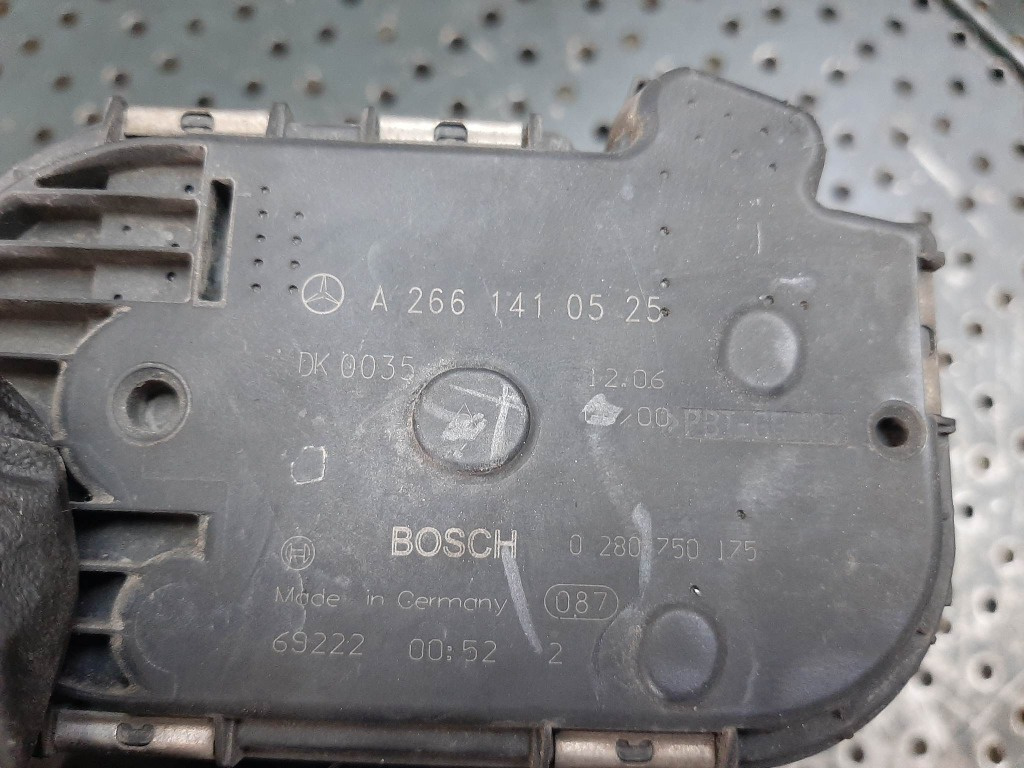 A 266 141 05 25
DK 0035
12.06
/00
BOSCH 0 280 750 175
Made in Germany 087
69222 00:52 2